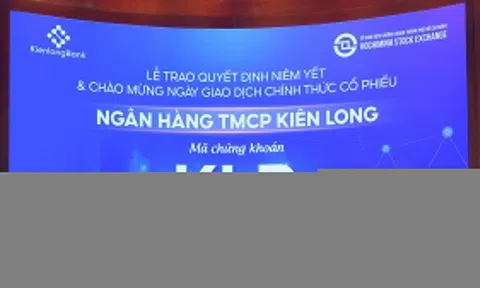 KienlongBank
HOCHIMINH STOCK EXCHANGE
LỄ TRAO QUYẾT ĐỊNH NIÊM YẾT
& CHÀO MỪNG NGÀY GIAO DỊCH CHÍNH THỨC CỔ PHIẾU
NGÂN HÀNG TMCP KIÊN LONG
Mã chứng khoán